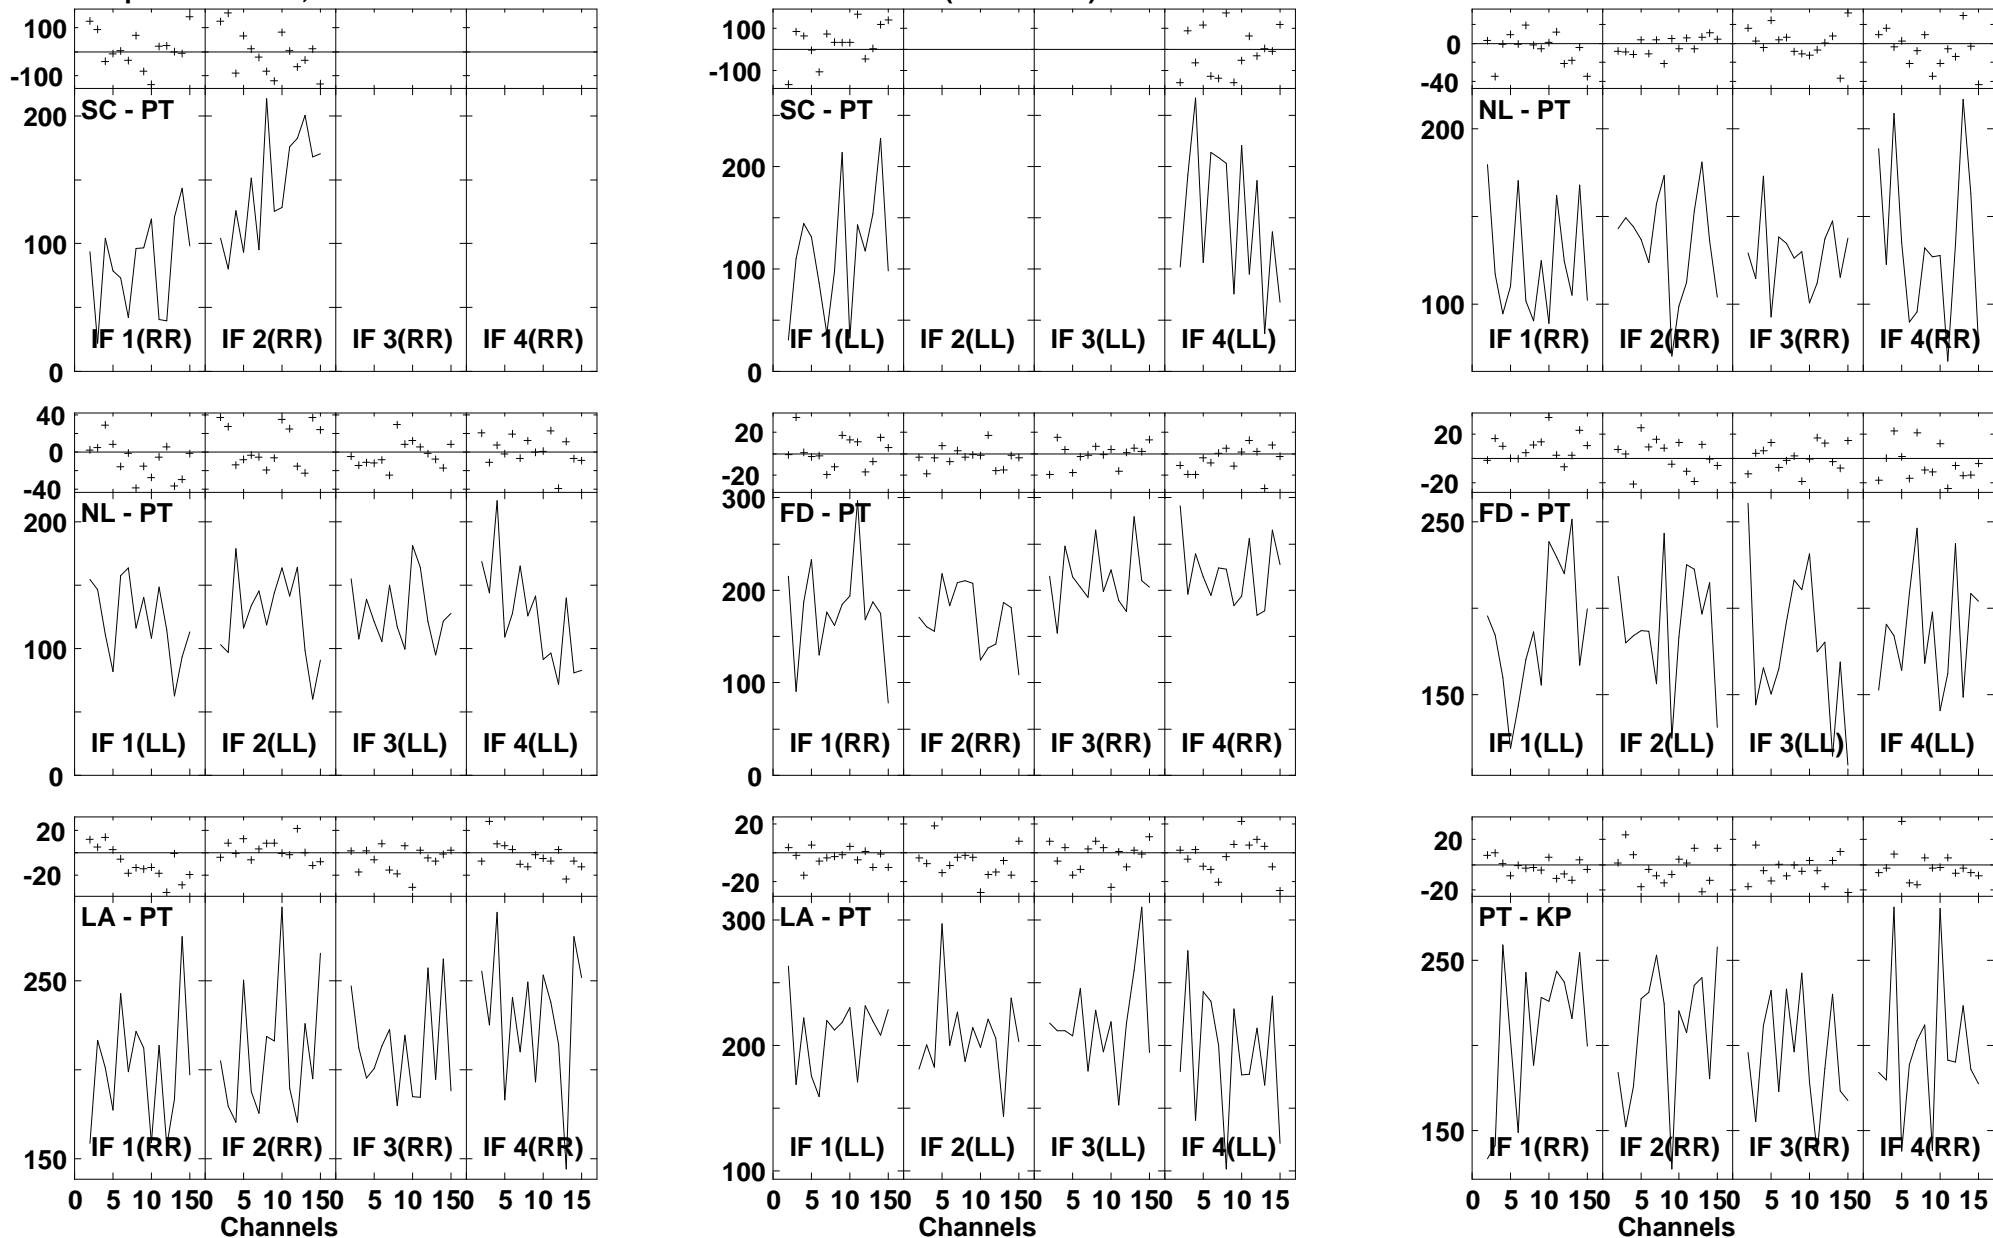 100
-100
SC - PT
200
100
0
IF 1(RR) IF 2(RR) IF 3(RR) IF 4(RR)
100
-100
SC - PT
200
100
0
IF 1(LL) IF 2(LL) IF 3(LL) IF 4(LL)
0
-40
NL - PT
200
100
IF 1(RR) IF 2(RR) IF 3(RR) IF 4(RR)
40
0
-40
NL - PT
200
100
0
IF 1(LL) IF 2(LL) IF 3(LL) IF 4(LL)
20
-20
FD - PT
300
200
100
0
IF 1(RR) IF 2(RR) IF 3(RR) IF 4(RR)
20
-20
FD - PT
250
150
IF 1(LL) IF 2(LL) IF 3(LL) IF 4(LL)
20
-20
LA - PT
250
150
IF 1(RR) IF 2(RR) IF 3(RR) IF 4(RR)
0 5 10 150 5 10 150 5 10 150 5 10 15
Channels
20
-20
LA - PT
300
200
100
IF 1(LL) IF 2(LL) IF 3(LL) IF 4(LL)
0 5 10 150 5 10 150 5 10 150 5 10 15
Channels
20
-20
PT - KP
250
150
IF 1(RR) IF 2(RR) IF 3(RR) IF 4(RR)
0 5 10 150 5 10 150 5 10 150 5 10 15
Channels